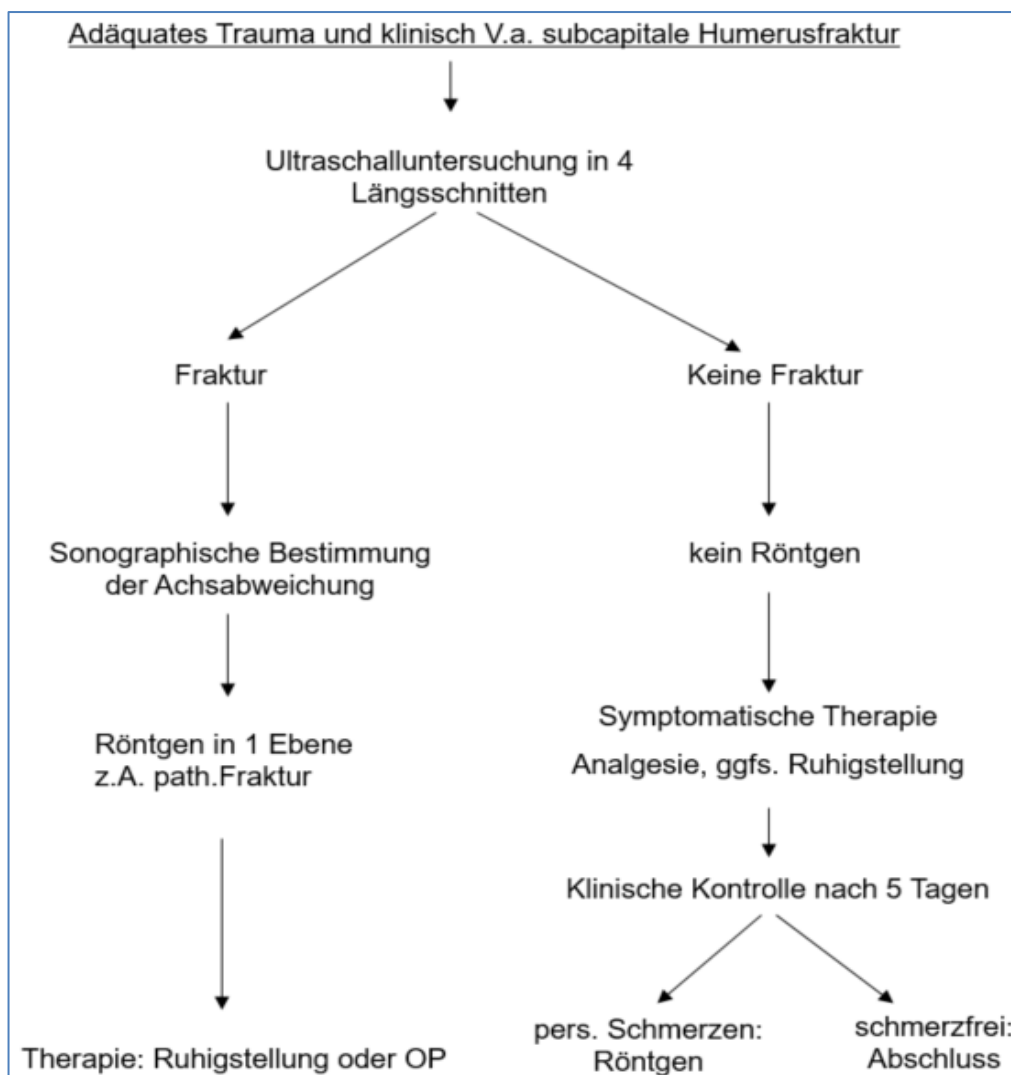 Adäquates Trauma und klinisch V.a. subcapitale Humerusfraktur
Ultraschalluntersuchung in 4
Längsschnitten
Fraktur
Keine Fraktur
Sonographische Bestimmung
der Achsabweichung
kein Röntgen
Röntgen in 1 Ebene
z.A. path.Fraktur
Symptomatische Therapie
Analgesie, ggfs. Ruhigstellung
Klinische Kontrolle nach 5 Tagen
Therapie: Ruhigstellung oder OP
pers. Schmerzen:
Röntgen
schmerzfrei:
Abschluss